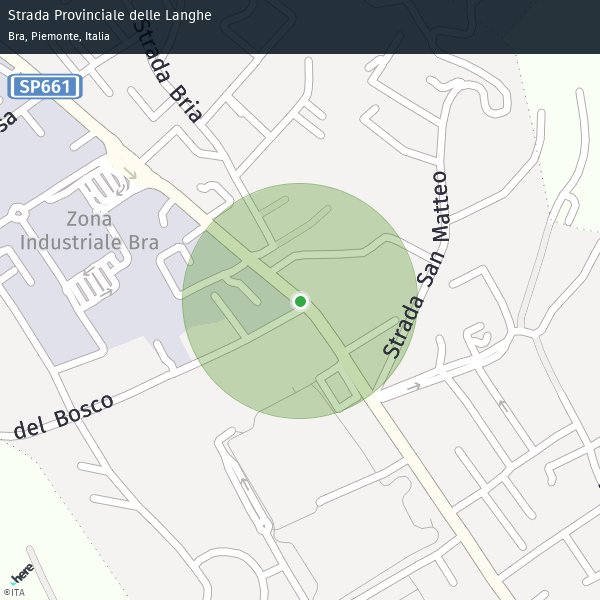 Strada Provinciale delle Langhe
Bra, Piemonte, Italia
SP661
Strada Bria
Zona
Industriale Bra
Strada San Matteo
del Bosco
here
©ITA